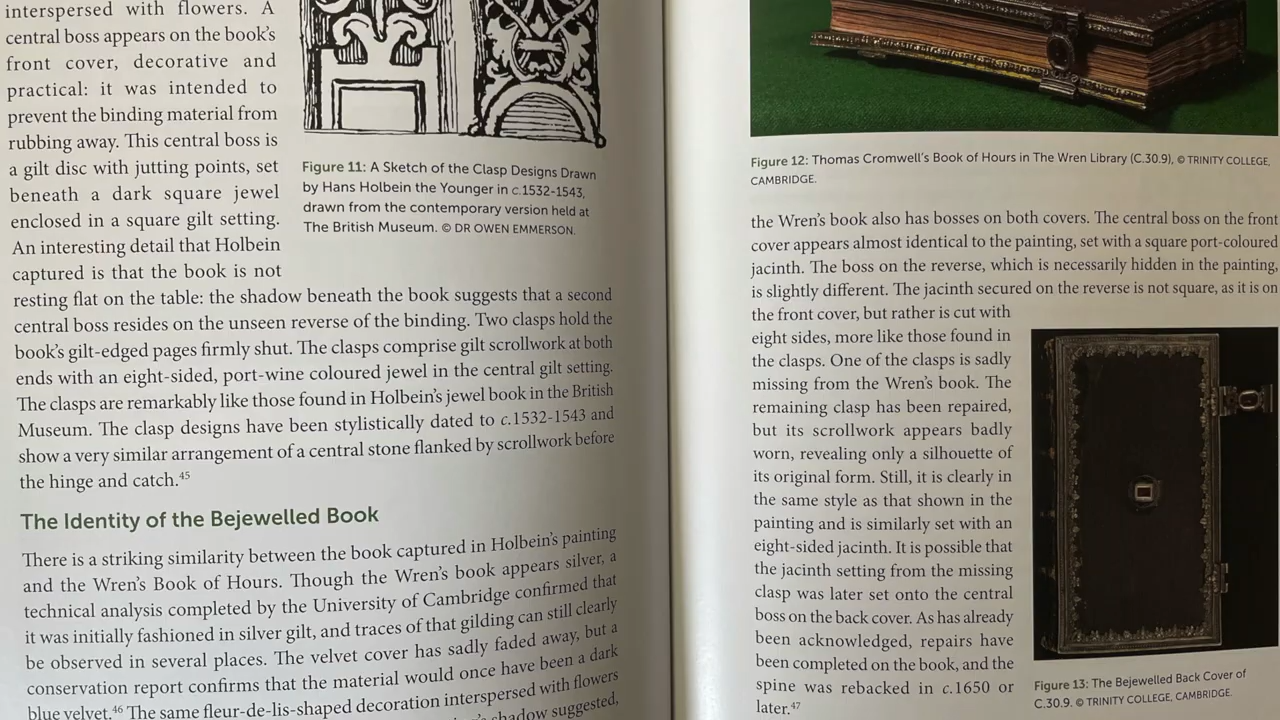 interspersed with flowers. A
central boss appears on the book's
front cover, decorative and
practical: it was intended to
prevent the binding material from
rubbing away. This central boss is
a gilt disc with jutting points, set
beneath a dark square jewel
enclosed in a square gilt setting.
An interesting detail that Holbein
captured is that the book is not
resting flat on the table: the shadow beneath the book suggests that a second
central boss resides on the unseen reverse of the binding. Two clasps hold the
book's gilt-edged pages firmly shut. The clasps comprise gilt scrollwork at both
ends with an eight-sided, port-wine coloured jewel in the central gilt setting.
The clasps are remarkably like those found in Holbein's jewel book in the British
Museum. The clasp designs have been stylistically dated to c.1532-1543 and
show a very similar arrangement of a central stone flanked by scrollwork before
the hinge and catch.45
Figure 11: A Sketch of the Clasp Designs Drawn
by Hans Holbein the Younger in c.1532-1543,
drawn from the contemporary version held at
The British Museum. © DR OWEN EMMERSON.
The Identity of the Bejewelled Book
There is a striking similarity between the book captured in Holbein's painting
and the Wren's Book of Hours. Though the Wren's book appears silver, a
technical analysis completed by the University of Cambridge confirmed that
it was initially fashioned in silver gilt, and traces of that gilding can still clearly
be observed in several places. The velvet cover has sadly faded away, but a
conservation report confirms that the material would once have been a dark
blue velvet.46 The same fleur-de-lis-shaped decoration interspersed with flowers
shadow suggested,
Figure 12: Thomas Cromwell's Book of Hours in The Wren Library (C.30.9), © TRINITY COLLEGE,
CAMBRIDGE.
the Wren's book also has bosses on both covers. The central boss on the front
cover appears almost identical to the painting, set with a square port-coloured
jacinth. The boss on the reverse, which is necessarily hidden in the painting,
is slightly different. The jacinth secured on the reverse is not square, as it is on
the front cover, but rather is cut with
eight sides, more like those found in
the clasps. One of the clasps is sadly
missing from the Wren's book. The
remaining clasp has been repaired,
but its scrollwork appears badly
worn, revealing only a silhouette of
its original form. Still, it is clearly in
the same style as that shown in the
painting and is similarly set with an
eight-sided jacinth. It is possible that
the jacinth setting from the missing
clasp was later set onto the central
boss on the back cover. As has already
been acknowledged, repairs have
been completed on the book, and the
spine was rebacked in c.1650 or
later.47
Figure 13: The Bejewelled Back Cover of
C.30.9. © TRINITY COLLEGE, CAMBRIDGE.